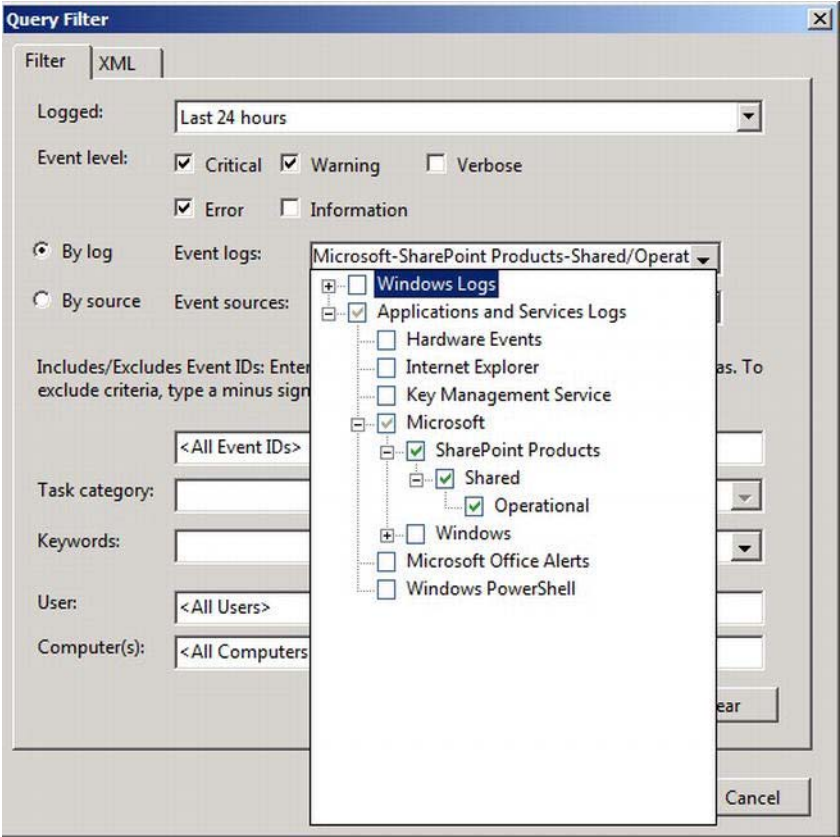 Query Filter
Filter XML
Logged: Last 24 hours
Event level: Critical Warning Verbose
Error Information
By log Event logs: Microsoft-SharePoint Products-Shared/Operat
Windows Logs
By source Event sources:
Applications and Services Logs
Hardware Events
Internet Explorer
Includes/Excludes Event IDs: Enter
as. To
exclude criteria, type a minus sign
Key Management Service
Microsoft
<All Event IDs>
SharePoint Products
Shared
Task category:
Operational
Windows
Keywords:
Microsoft Office Alerts
Windows PowerShell
User: <All Users>
Computer(s): <All Computers
ear
Cancel